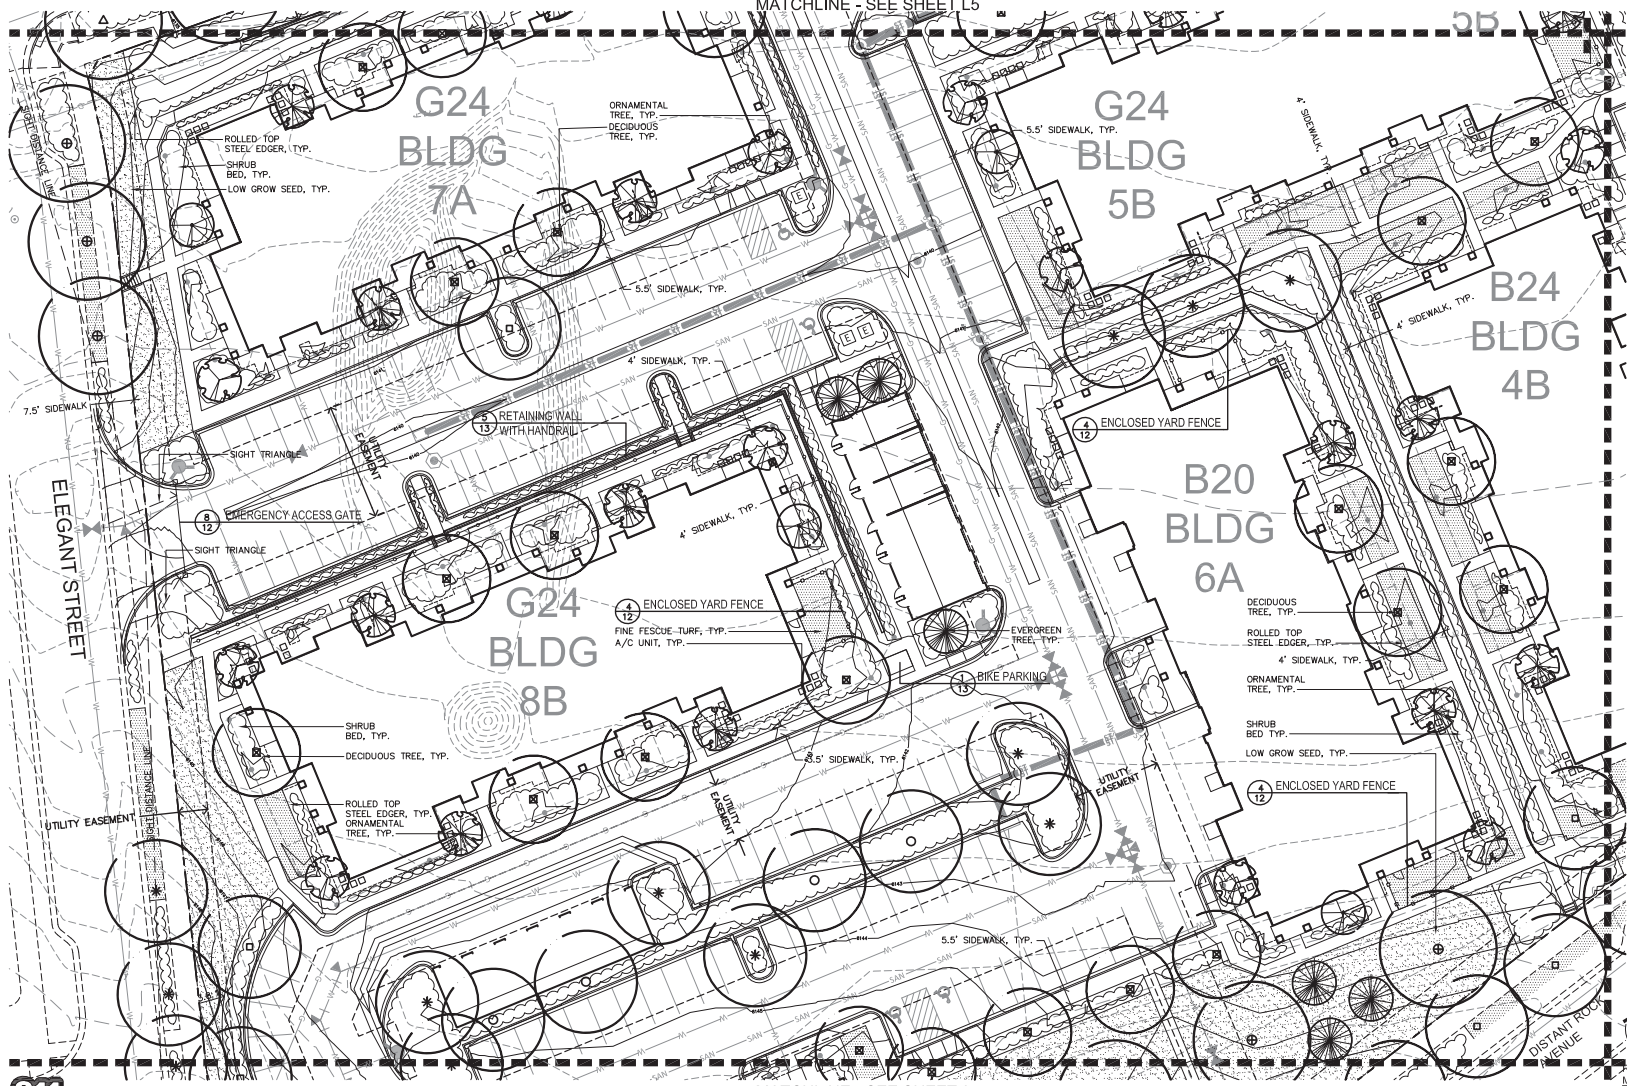 MATCHLINE - SEE SHEET L5
5B
G24
BLDG
7A
ORNAMENTAL
TREE, TYP.
DECIDUOUS
TREE, TYP.
G24
BLDG
5B
5.5' SIDEWALK, TYP.
4' SIDEWALK, TYP.
SIGHT DISTANCE LINE
ROLLED TOP
STEEL EDGER, TYP.
SHRUB
BED, TYP.
LOW GROW SEED, TYP.
E
5.5' SIDEWALK, TYP.
B24
BLDG
4B
4' SIDEWALK, TYP.
E E
4' SIDEWALK, TYP.
7.5' SIDEWALK
5
13
RETAINING WALL
WITH HANDRAIL
UTILITY
EASEMENT
4
12
ENCLOSED YARD FENCE
SIGHT TRIANGLE
B20
BLDG
6A
ELEGANT STREET
8
12
EMERGENCY ACCESS GATE
4' SIDEWALK, TYP.
SIGHT TRIANGLE
G24
BLDG
8B
4
12
ENCLOSED YARD FENCE
FINE FESCUE TURF, TYP.
A/C UNIT, TYP.
EVERGREEN
TREE, TYP.
1
13
BIKE PARKING
DECIDUOUS
TREE, TYP.
ROLLED TOP
STEEL EDGER, TYP.
4' SIDEWALK, TYP.
ORNAMENTAL
TREE, TYP.
SHRUB
BED TYP.
LOW GROW SEED, TYP.
SHRUB
BED, TYP.
DECIDUOUS TREE, TYP.
3.5' SIDEWALK, TYP.
UTILITY
EASEMENT
UTILITY
EASEMENT
4
12
ENCLOSED YARD FENCE
SIGHT DISTANCE LINE
UTILITY EASEMENT
ROLLED TOP
STEEL EDGER, TYP.
ORNAMENTAL
TREE, TYP.
5.5' SIDEWALK, TYP.
DISTANT ROCK
AVENUE